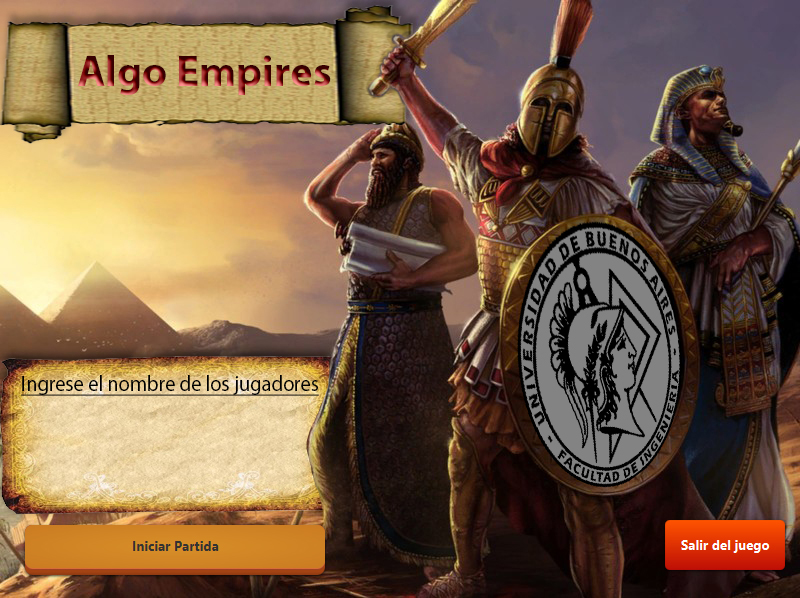 Algo Empires
UNIVERSIDAD DE BUENOS AIRES -
FACULTAD DE INGENIERIA -
Ingrese el nombre de los jugadores
Iniciar Partida
Salir del juego